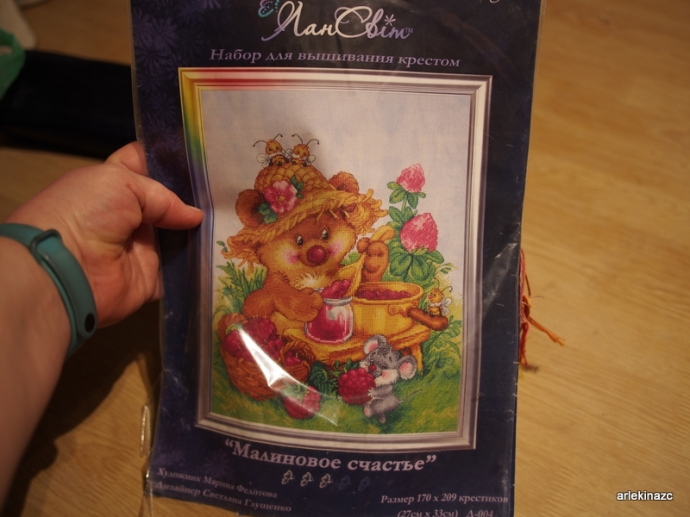 ЛанСвіт
Набор для вышивания крестом
“Малиновое счастье”
Художник Марина Федотова
Дизайнер Светлана Глущенко
Размер 170 х 209 крестиков
(27см х 33см) Л-004
arlekinazc